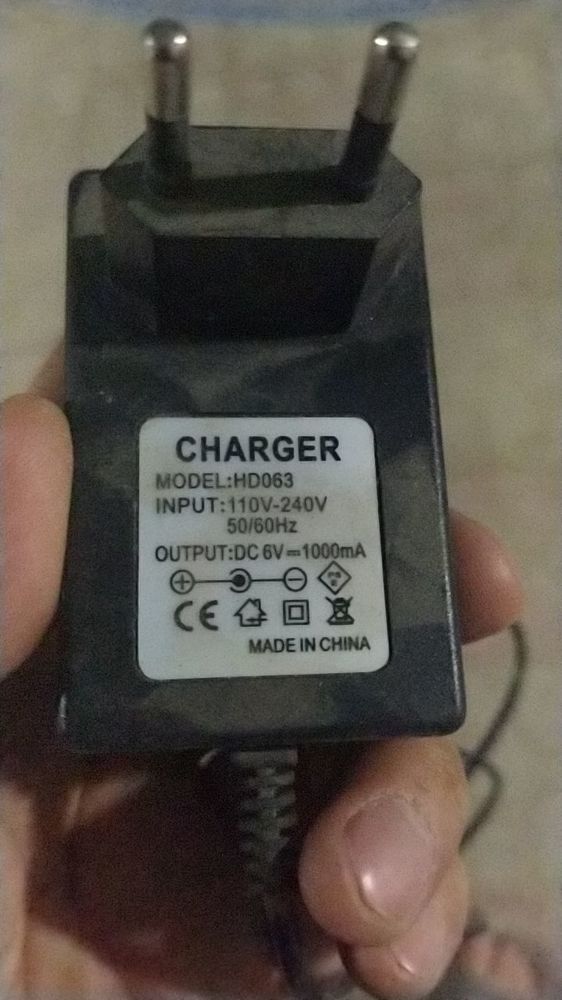 CHARGER
MODEL:HD063
INPUT:110V-240V
50/60Hz
OUTPUT:DC 6V⎓1000mA
+ -
CE
MADE IN CHINA